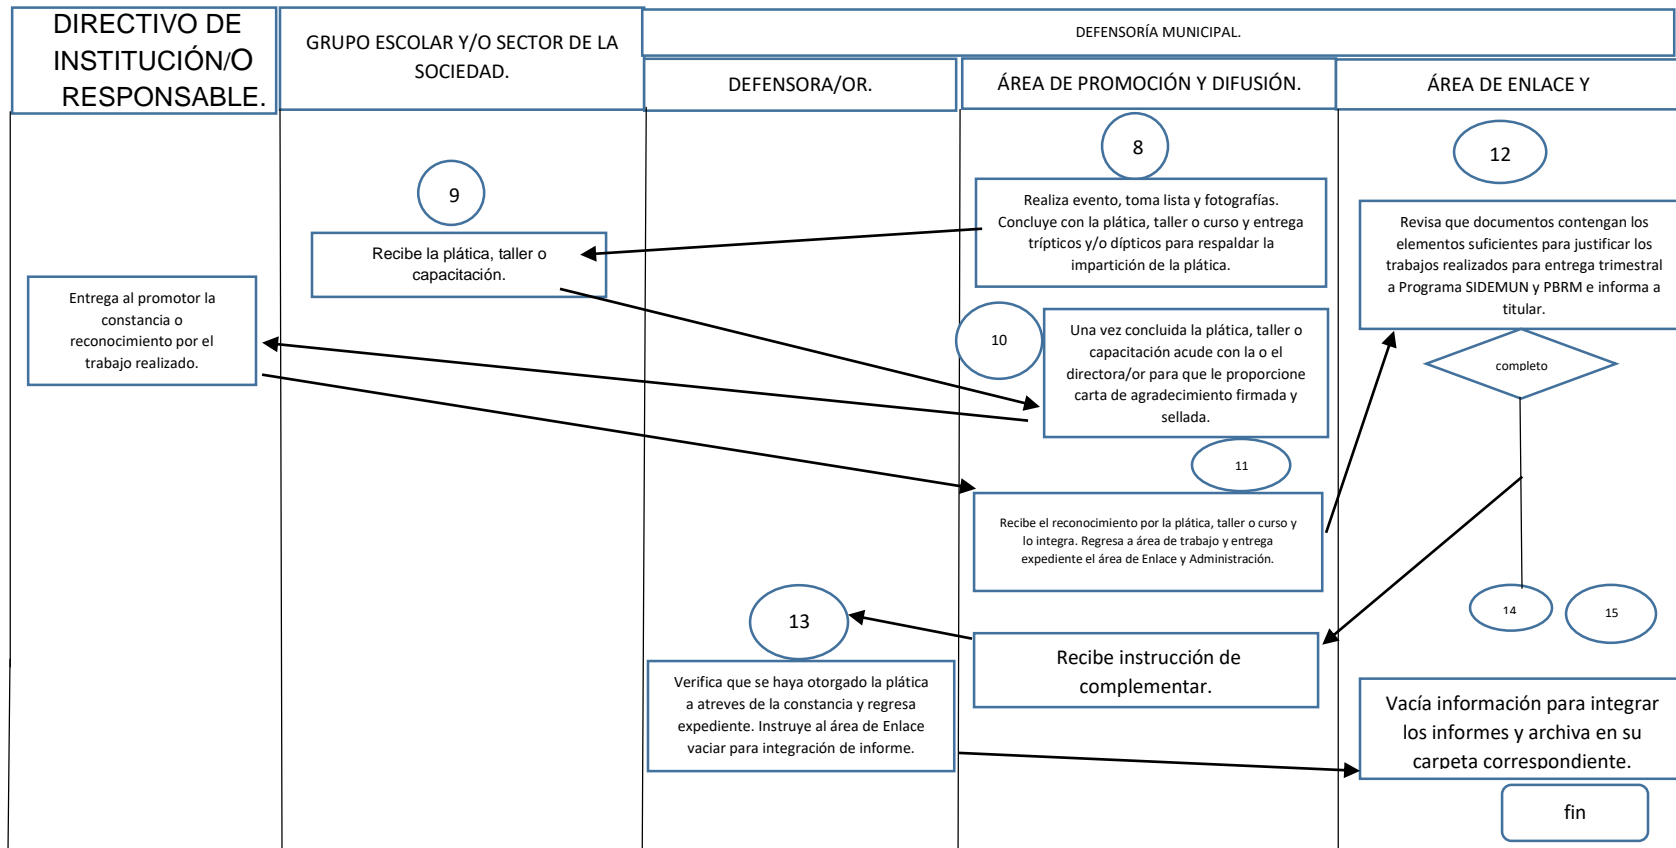 DIRECTIVO DE
INSTITUCIÓN/O
RESPONSABLE.
GRUPO ESCOLAR Y/O SECTOR DE LA
SOCIEDAD.
DEFENSORÍA MUNICIPAL.
DEFENSORA/OR.
ÁREA DE PROMOCIÓN Y DIFUSIÓN.
ÁREA DE ENLACE Y
8
Realiza evento, toma lista y fotografías.
Concluye con la plática, taller o curso y entrega
trípticos y/o dípticos para respaldar la
impartición de la plática.
9
Recibe la plática, taller o
capacitación.
10
Una vez concluida la plática, taller o
capacitación acude con la o el
directora/or para que le proporcione
carta de agradecimiento firmada y
sellada.
Entrega al promotor la
constancia o
reconocimiento por el
trabajo realizado.
11
Recibe el reconocimiento por la plática, taller o curso y
lo integra. Regresa a área de trabajo y entrega
expediente el área de Enlace y Administración.
12
Revisa que documentos contengan los
elementos suficientes para justificar los
trabajos realizados para entrega trimestral
a Programa SIDEMUN y PBRM e informa a
titular.
completo
Recibe instrucción de
complementar.
13
Verifica que se haya otorgado la plática
a atreves de la constancia y regresa
expediente. Instruye al área de Enlace
vaciar para integración de informe.
14
15
Vacía información para integrar
los informes y archiva en su
carpeta correspondiente.
fin